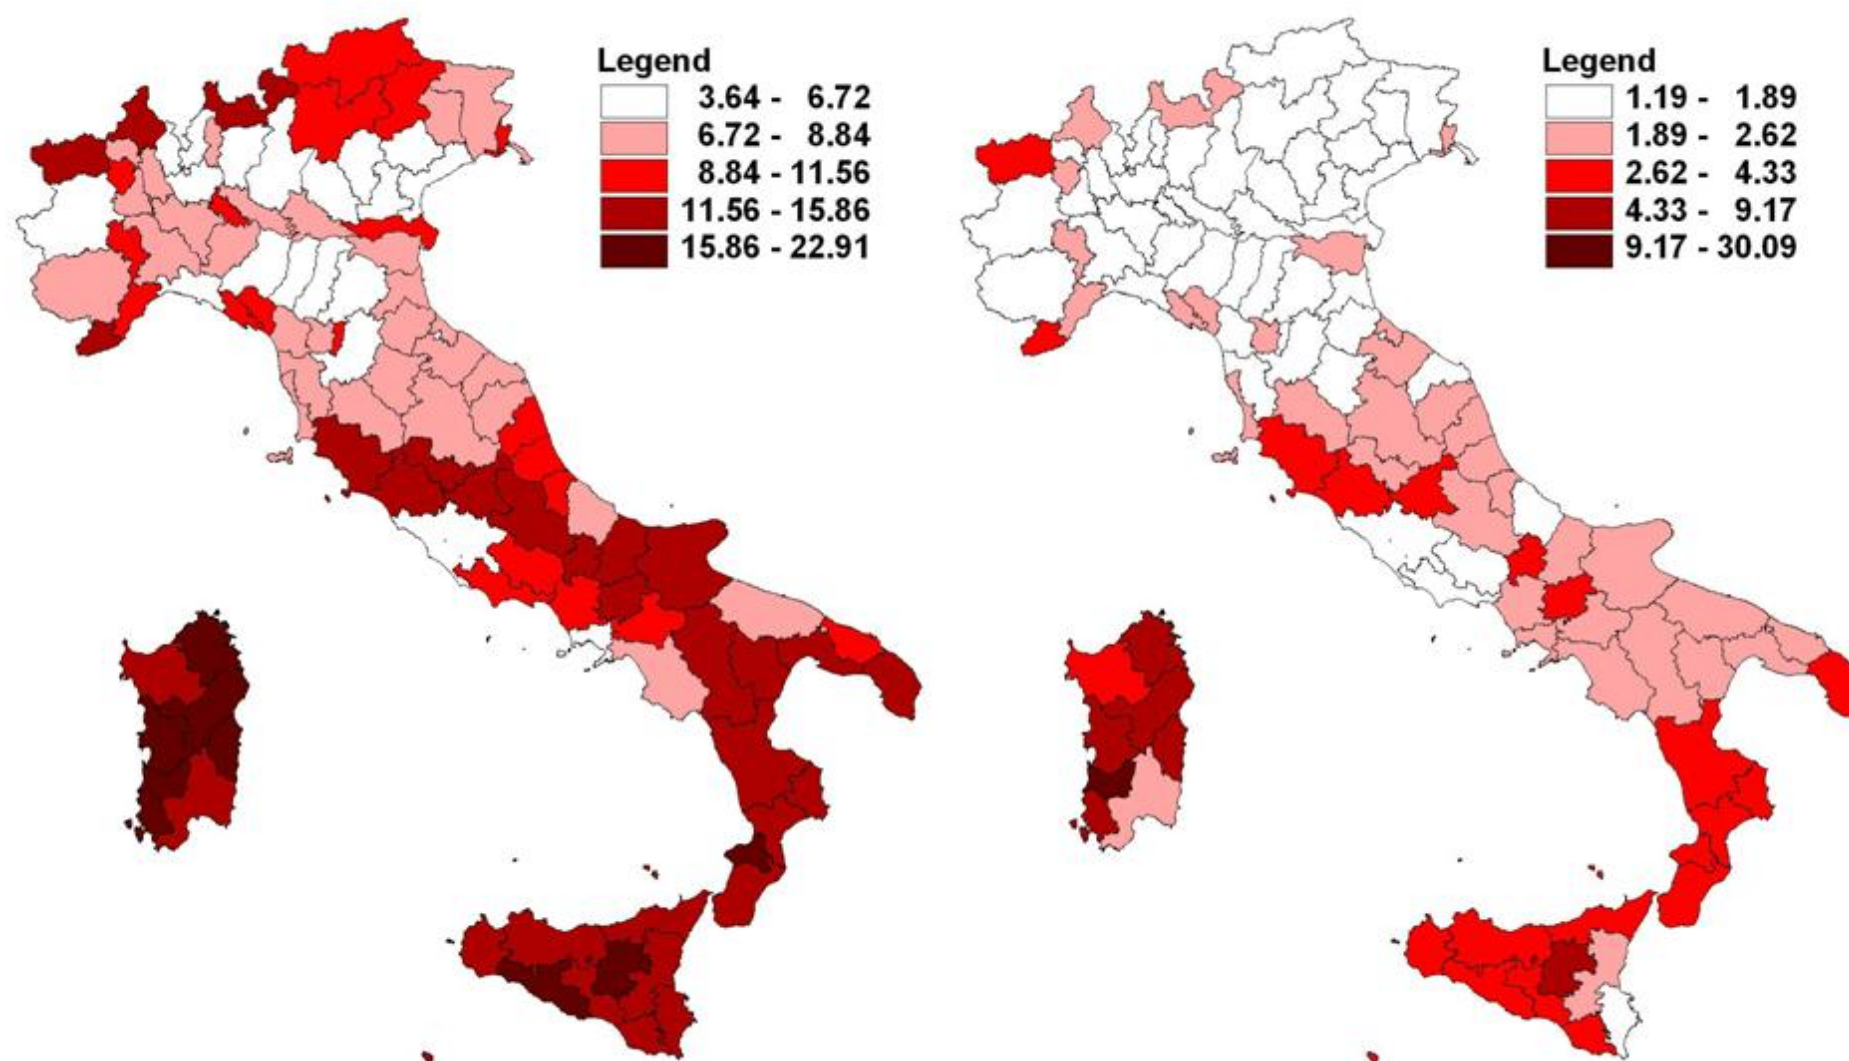 Legend
3.64 - 6.72
6.72 - 8.84
8.84 - 11.56
11.56 - 15.86
15.86 - 22.91
Legend
1.19 - 1.89
1.89 - 2.62
2.62 - 4.33
4.33 - 9.17
9.17 - 30.09